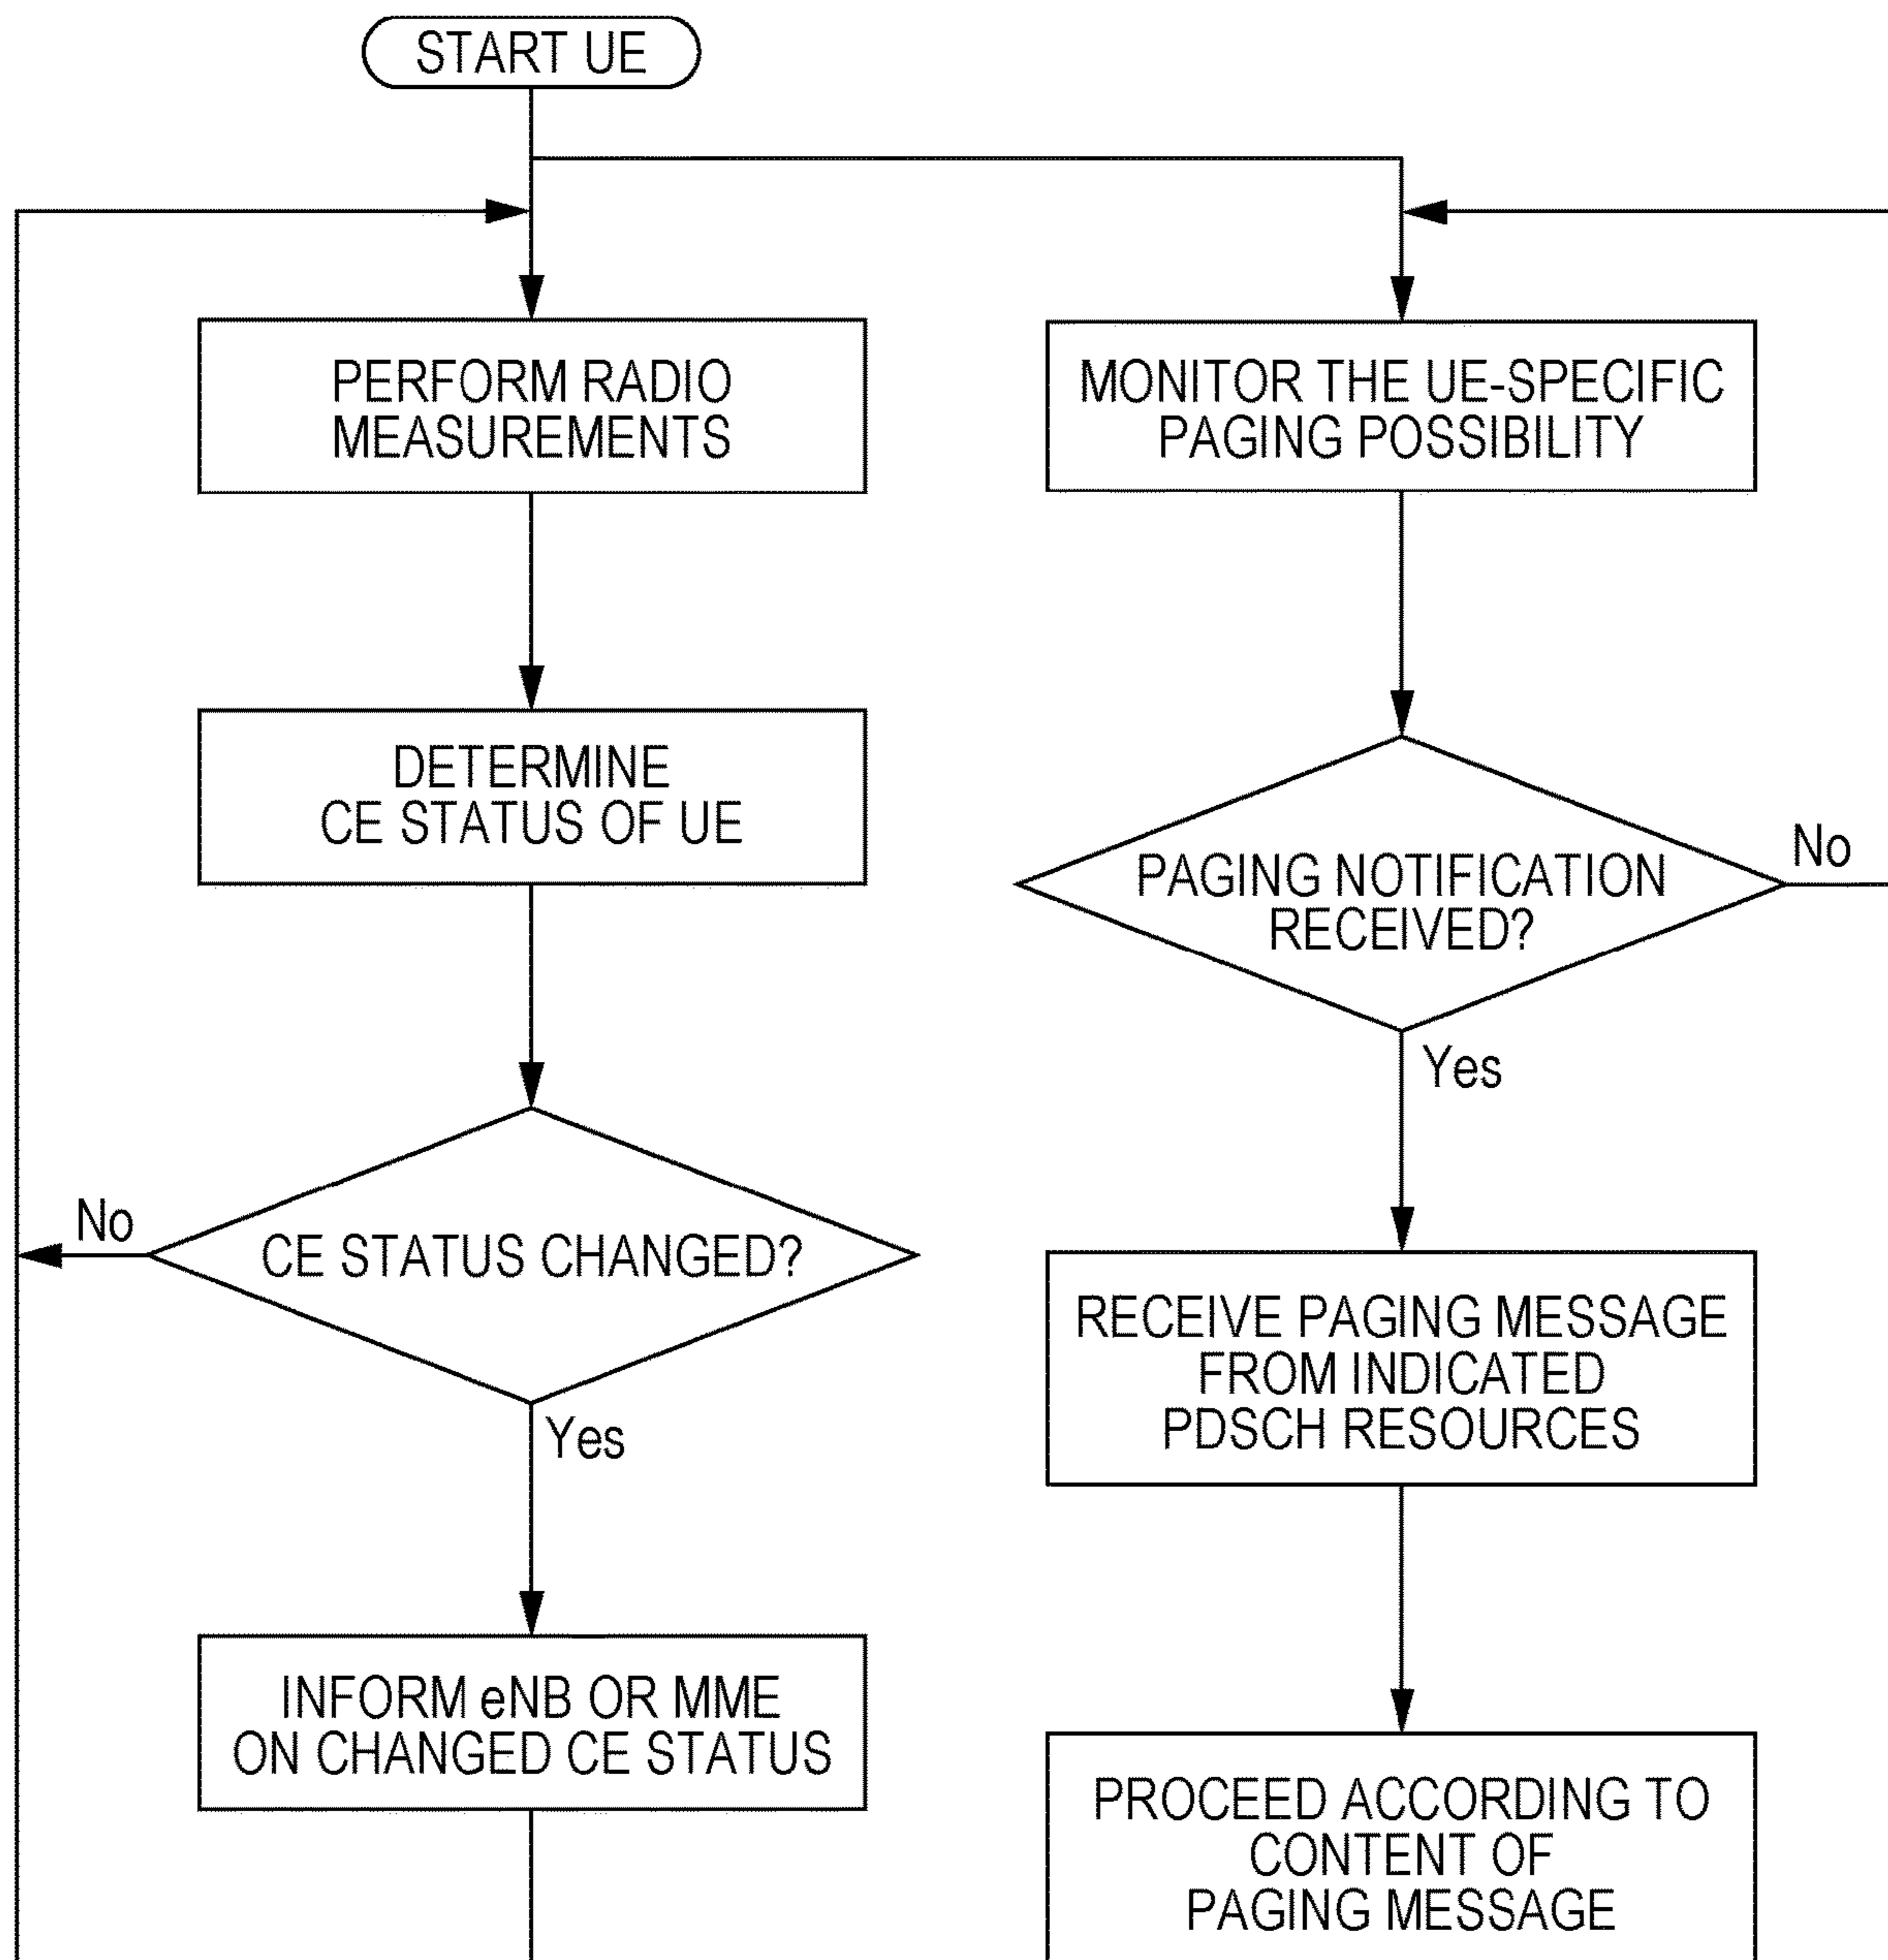 START UE
PERFORM RADIO
MEASUREMENTS
DETERMINE
CE STATUS OF UE
No
CE STATUS CHANGED?
Yes
INFORM eNB OR MME
ON CHANGED CE STATUS
MONITOR THE UE-SPECIFIC
PAGING POSSIBILITY
No
PAGING NOTIFICATION
RECEIVED?
Yes
RECEIVE PAGING MESSAGE
FROM INDICATED
PDSCH RESOURCES
PROCEED ACCORDING TO
CONTENT OF
PAGING MESSAGE